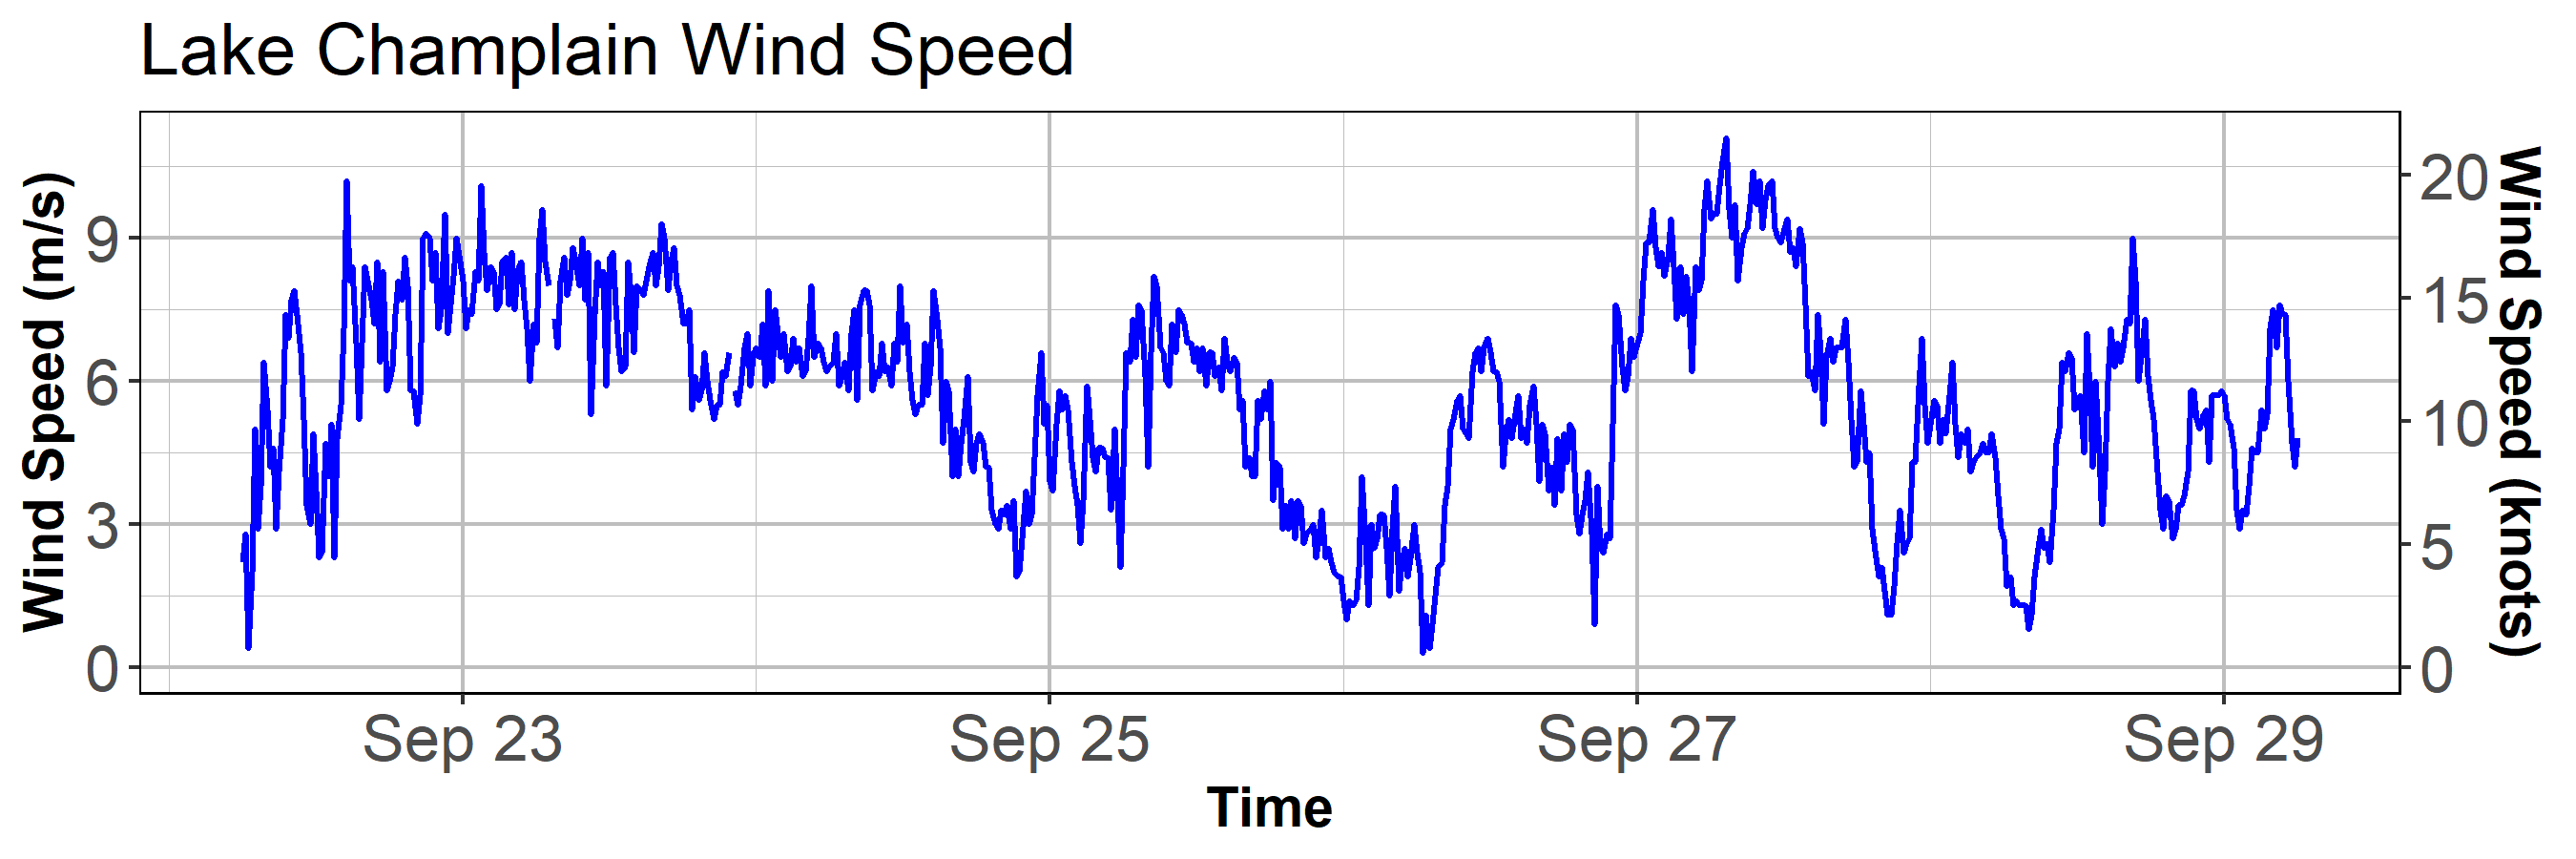 Lake Champlain Wind Speed
Wind Speed (m/s)
9
6
3
0
20
15
10
5
0
Wind Speed (knots)
Sep 23
Sep 25
Sep 27
Sep 29
Time